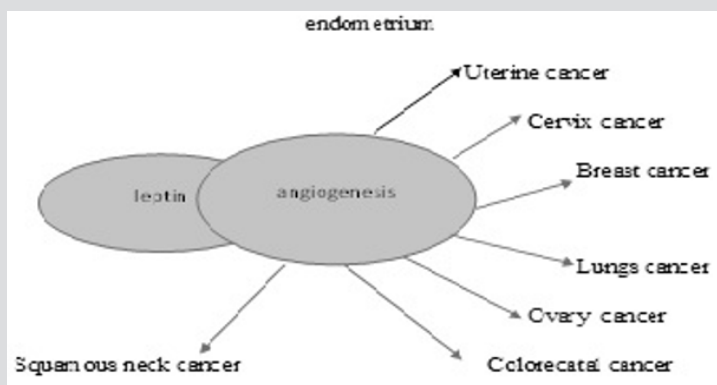 endometrium
Uterine cancer
Cervix cancer
Breast cancer
leptin
angiogenesis
Lungs cancer
Ovary cancer
Squamous neck cancer
Colorecatal cancer